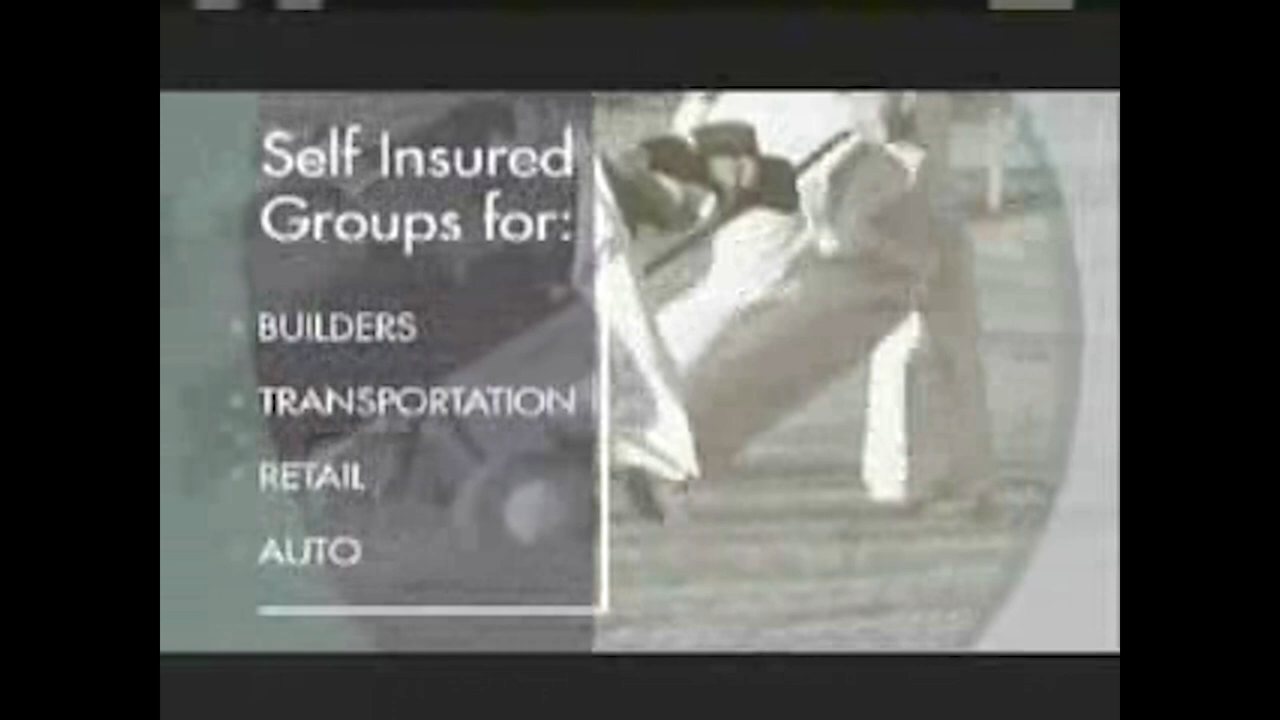 Self Insured
Groups for:
BUILDERS
TRANSPORTATION
RETAIL
AUTO